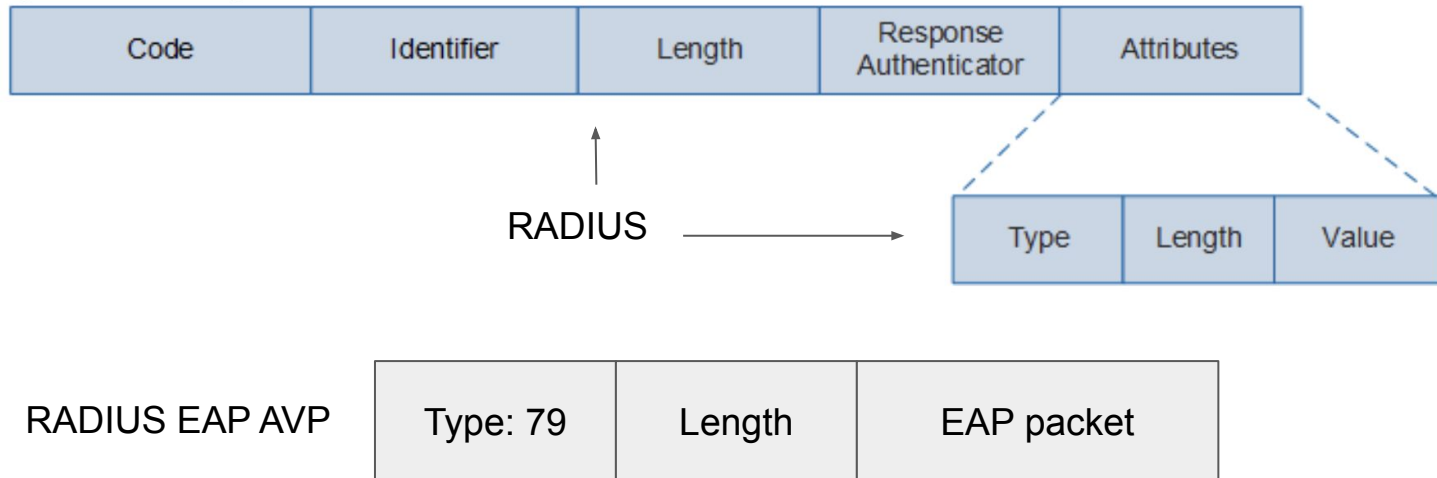 Code Identifier Length Response Authenticator Attributes
RADIUS
Type Length Value
RADIUS EAP AVP Type: 79 Length EAP packet